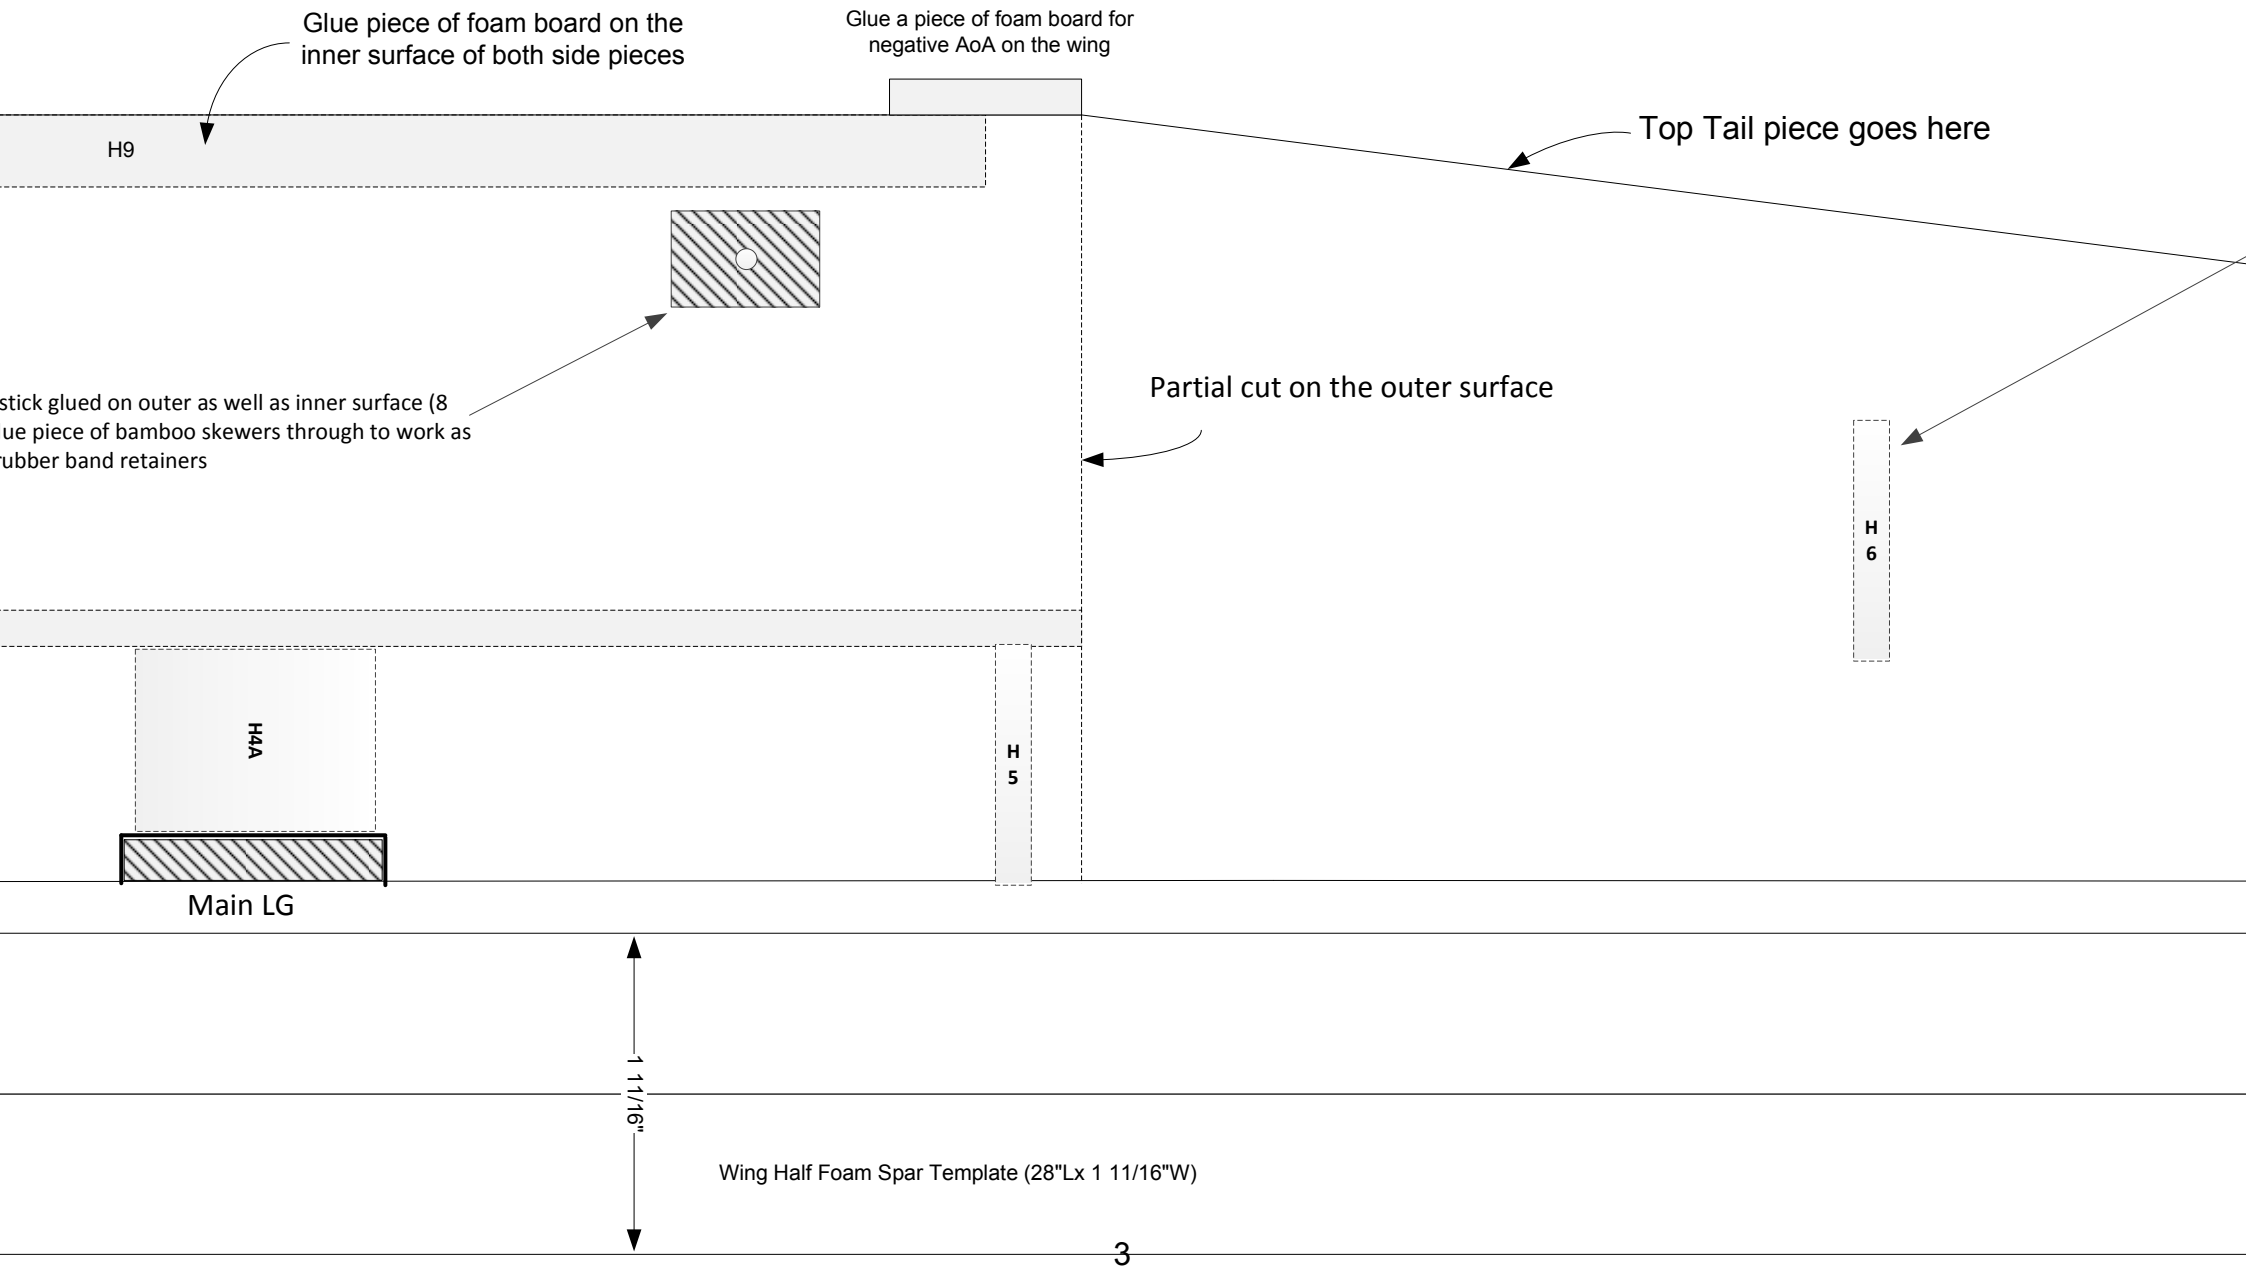 Glue piece of foam board on the
inner surface of both side pieces
Glue a piece of foam board for
negative AoA on the wing
Top Tail piece goes here
H9
Partial cut on the outer surface
stick glued on outer as well as inner surface (8
piece of bamboo skewers through to work as
rubber band retainers
H
6
H4A
H
5
Main LG
1 11/16"
Wing Half Foam Spar Template (28"Lx 1 11/16"W)
3